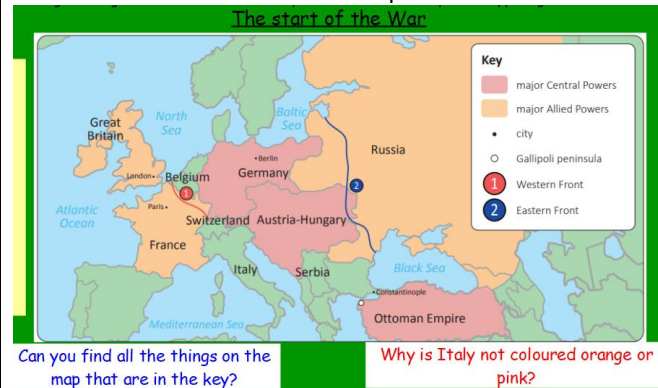 The start of the War
Key
major Central Powers
major Allied Powers
city
Gallipoli peninsula
1 Western Front
2 Eastern Front
Great
Britain
North
Sea
Baltic
Sea
Russia
Berlin
Germany
London
Belgium
1
2
Paris
Atlantic
Ocean
Switzerland
Austria-Hungary
France
Italy
Serbia
Black Sea
Constantinople
Mediterranean Sea
Ottoman Empire
Can you find all the things on the
map that are in the key?
Why is Italy not coloured orange or
pink?